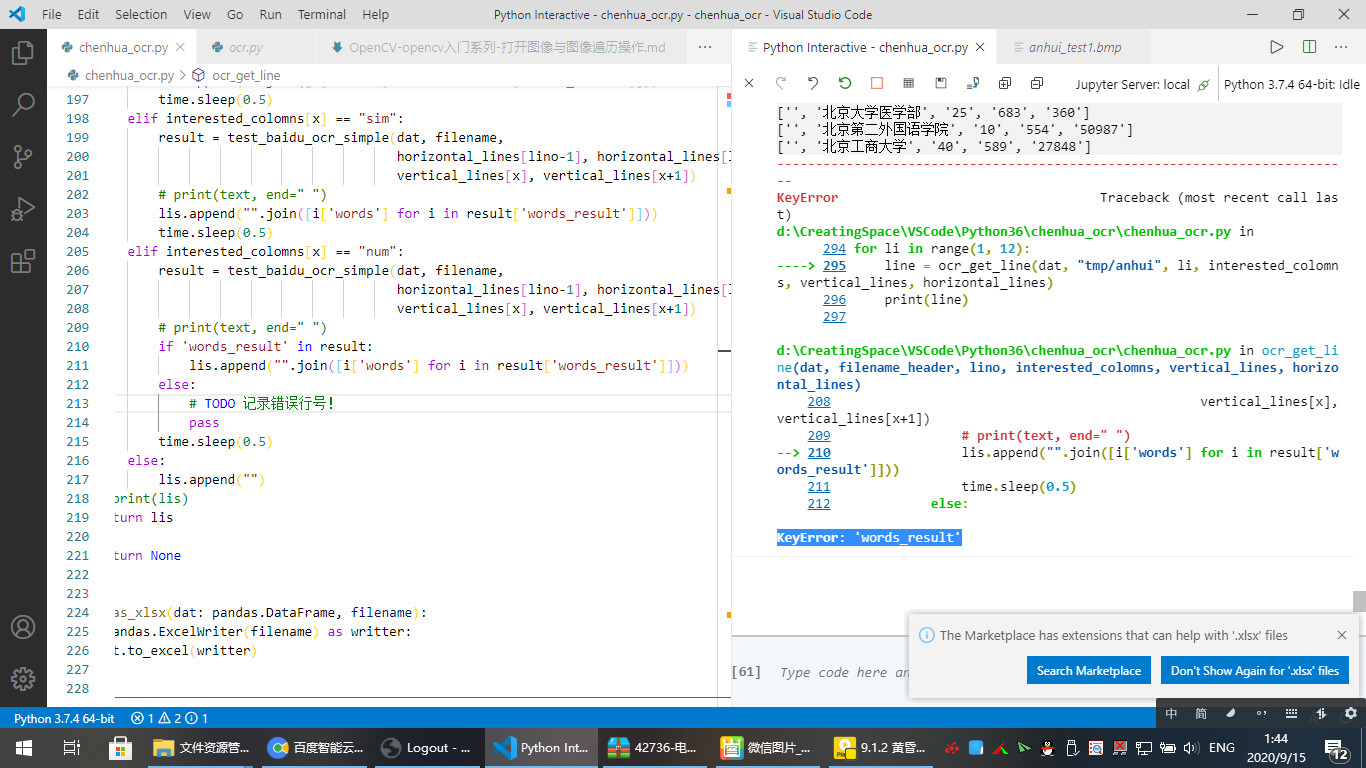 File Edit Selection View Go Run Terminal Help
Python Interactive - chenhua_ocr.py - chenhua_ocr - Visual Studio Code
chenhua_ocr.py
ocr.py
OpenCV-opencv入门系列-打开图像与图像遍历操作.md
chenhua_ocr.py > ocr_get_line
197 time.sleep(0.5)
198 elif interested_colomns[x] == "sim":
199 result = test_baidu_ocr_simple(dat, filename,
200 horizontal_lines[lino-1], horizontal_lines[l
201 vertical_lines[x], vertical_lines[x+1])
202 # print(text, end=" ")
203 lis.append("".join([i['words'] for i in result['words_result']]))
204 time.sleep(0.5)
205 elif interested_colomns[x] == "num":
206 result = test_baidu_ocr_simple(dat, filename,
207 horizontal_lines[lino-1], horizontal_lines[l
208 vertical_lines[x], vertical_lines[x+1])
209 # print(text, end=" ")
210 if 'words_result' in result:
211 lis.append("".join([i['words'] for i in result['words_result']]))
212 else:
213 # TODO 记录错误行号!
214 pass
215 time.sleep(0.5)
216 else:
217 lis.append("")
218 print(lis)
219 turn lis
220
221 turn None
222
223
224 as_xlsx(dat: pandas.DataFrame, filename):
225 andas.ExcelWriter(filename) as writter:
226 t.to_excel(writter)
227
228
Python Interactive - chenhua_ocr.py
anhui_test1.bmp
Jupyter Server: local
Python 3.7.4 64-bit: Idle
['', '北京大学医学部', '25', '683', '360']
['', '北京第二外国语学院', '10', '554', '50987']
['', '北京工商大学', '40', '589', '27848']
---------------------------------------------------------------------------
KeyError Traceback (most recent call las
t)
d:\CreatingSpace\VSCode\Python36\chenhua_ocr\chenhua_ocr.py in
294 for li in range(1, 12):
----> 295 line = ocr_get_line(dat, "tmp/anhui", li, interested_colomn
s, vertical_lines, horizontal_lines)
296 print(line)
297
d:\CreatingSpace\VSCode\Python36\chenhua_ocr\chenhua_ocr.py in ocr_get_li
ne(dat, filename_header, lino, interested_colomns, vertical_lines, horizo
ntal_lines)
208 vertical_lines[x],
vertical_lines[x+1])
209 # print(text, end=" ")
--> 210 lis.append("".join([i['words'] for i in result['w
ords_result']]))
211 time.sleep(0.5)
212 else:
KeyError: 'words_result'
The Marketplace has extensions that can help with '.xlsx' files
Search Marketplace
Don't Show Again for '.xlsx' files
[61] Type code here an
Python 3.7.4 64-bit 1 2 1
中 简
文件资源管...
百度智能云...
Logout - ...
Python Int...
42736-电...
微信图片_...
9.1.2 黄昏...
ENG
1:44
2020/9/15
12